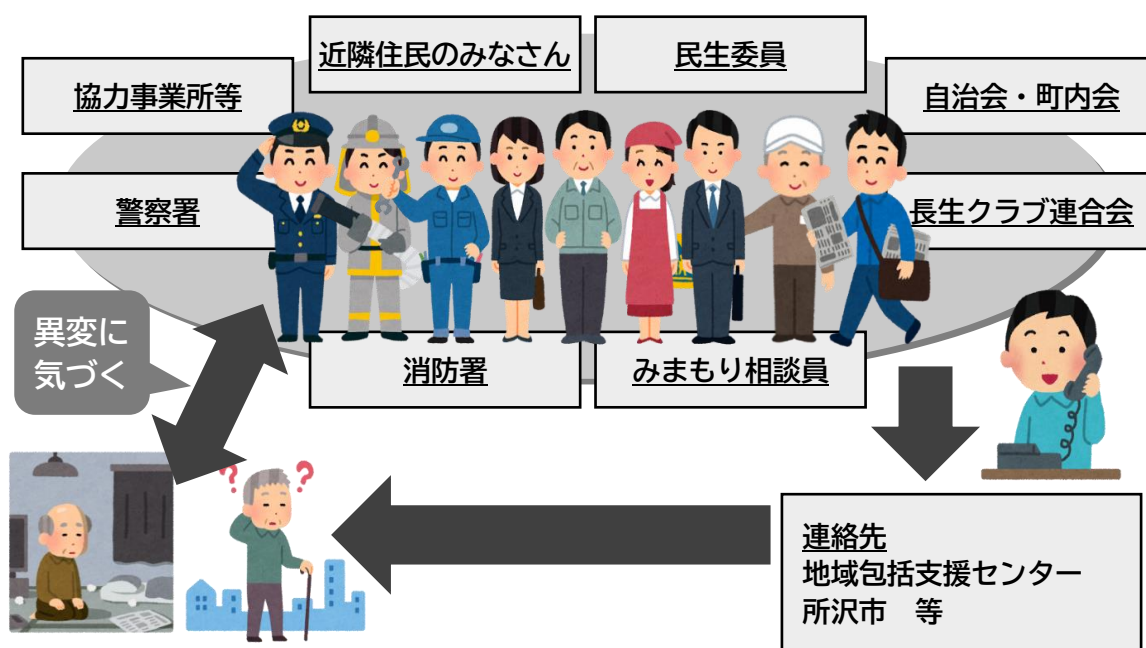 近隣住民のみなさん
民生委員
協力事業所等
自治会・町内会
警察署
長生クラブ連合会
消防署
みまもり相談員
異変に
気づく
? ?
連絡先
地域包括支援センター
所沢市　等